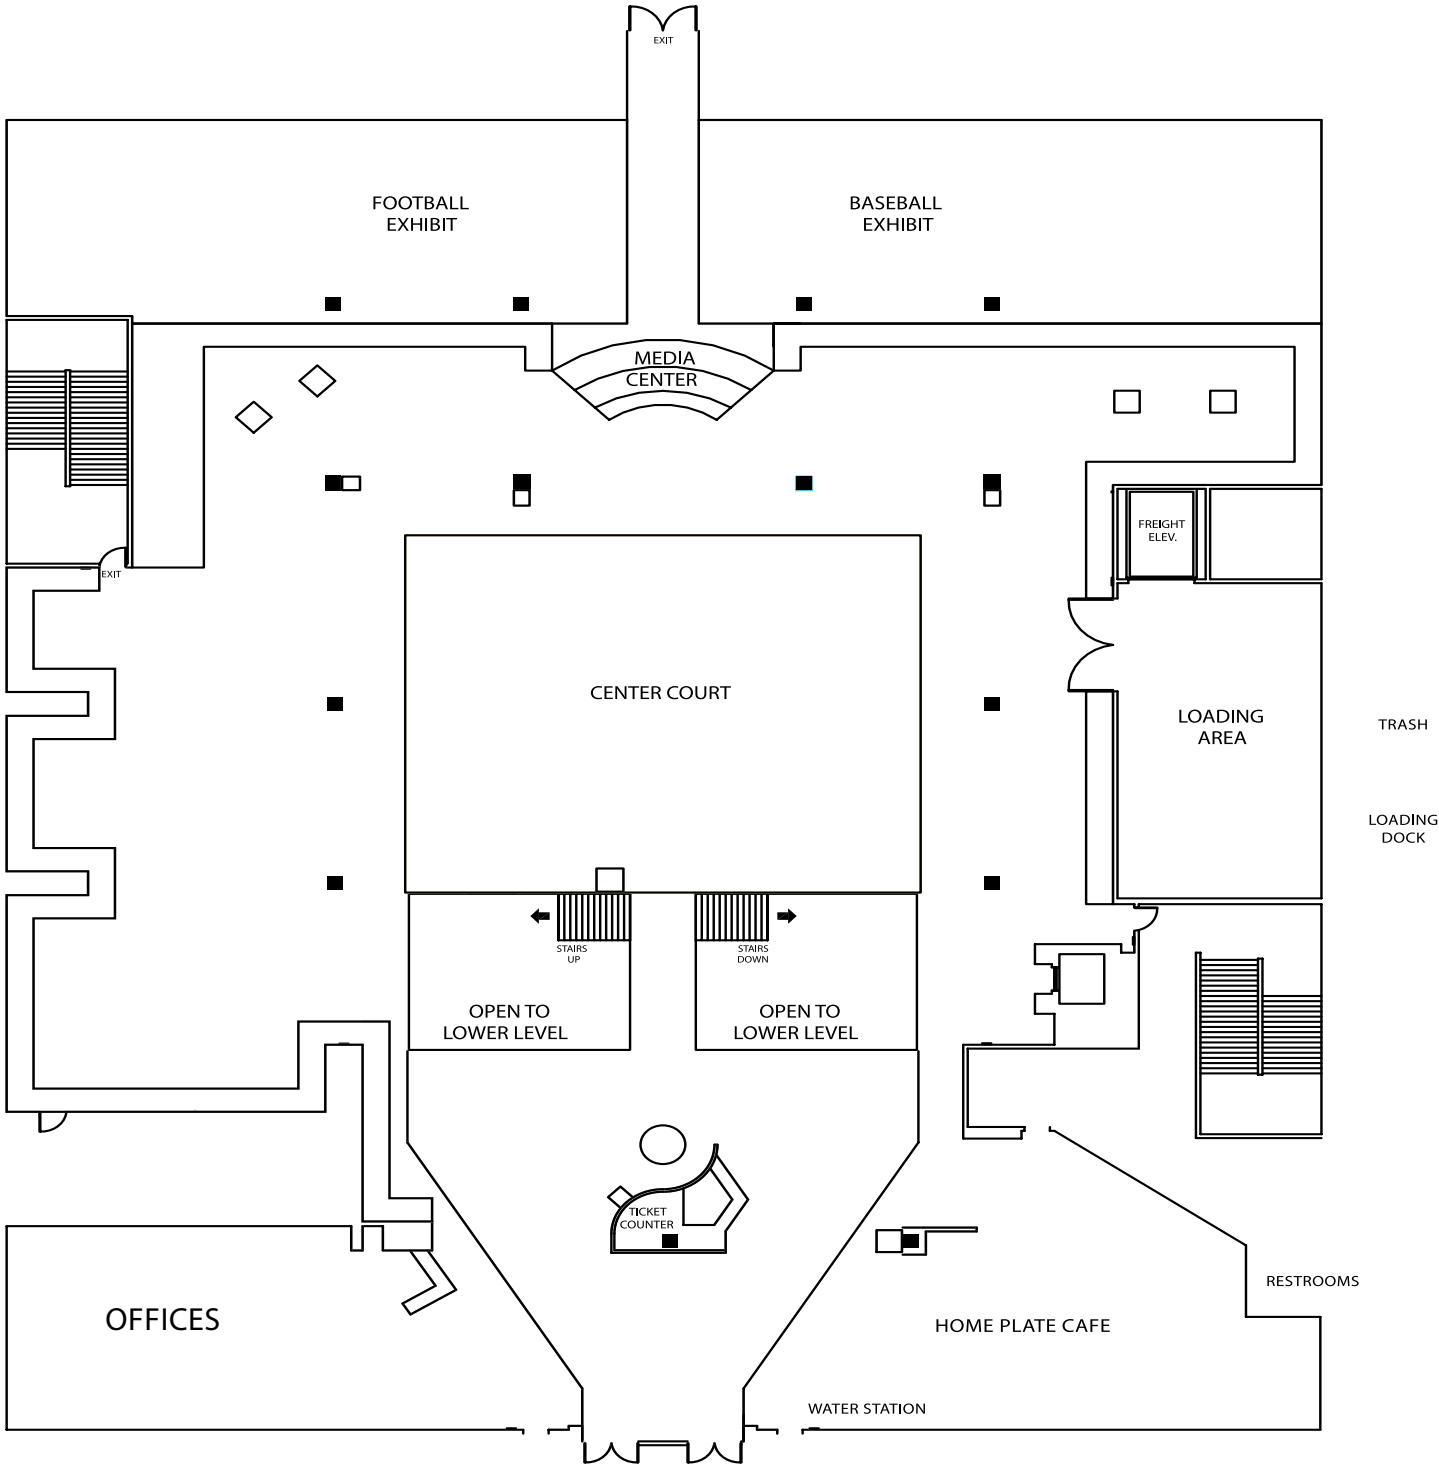 EXIT
FOOTBALL
EXHIBIT
BASEBALL
EXHIBIT
MEDIA
CENTER
FREIGHT
ELEV.
EXIT
CENTER COURT
LOADING
AREA
TRASH
LOADING
DOCK
STAIRS
UP
STAIRS
DOWN
OPEN TO
LOWER LEVEL
OPEN TO
LOWER LEVEL
TICKET
COUNTER
RESTROOMS
OFFICES
HOME PLATE CAFE
WATER STATION